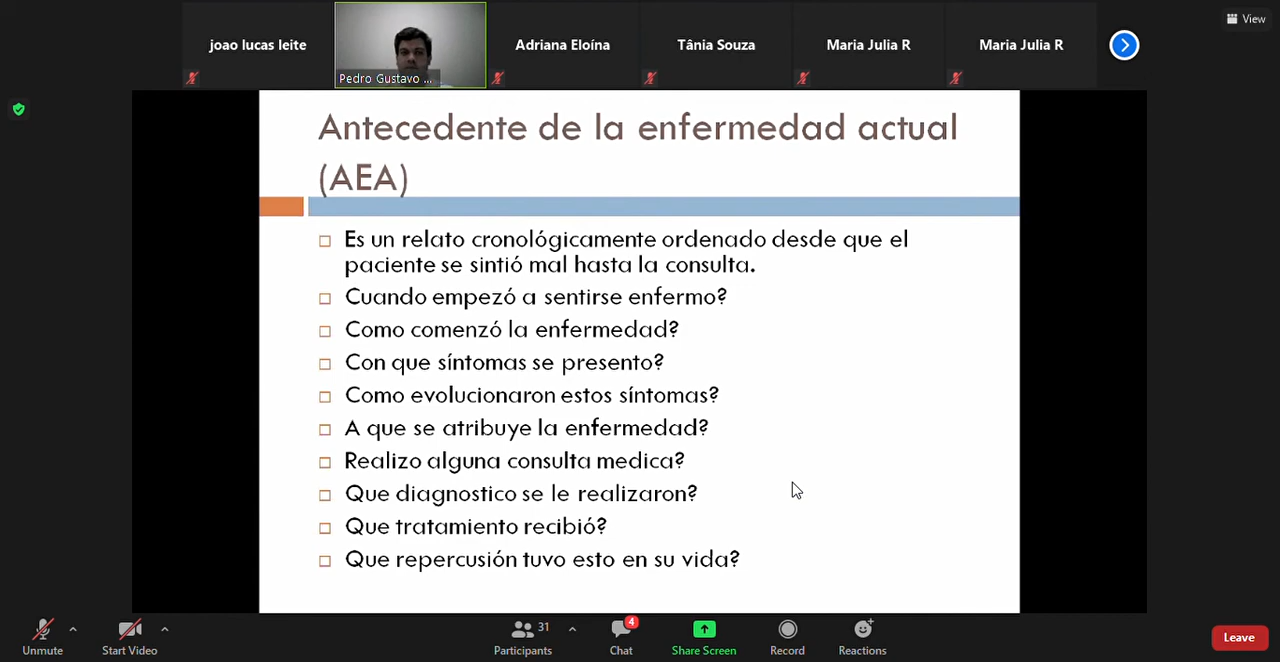 View
joao lucas leite
Pedro Gustavo ...
Adriana Eloína
Tânia Souza
Maria Julia R
Maria Julia R
Antecedente de la enfermedad actual
(AEA)
Es un relato cronológicamente ordenado desde que el
paciente se sintió mal hasta la consulta.
Cuando empezó a sentirse enfermo?
Como comenzó la enfermedad?
Con que síntomas se presento?
Como evolucionaron estos síntomas?
A que se atribuye la enfermedad?
Realizo alguna consulta medica?
Que diagnostico se le realizaron?
Que tratamiento recibió?
Que repercusión tuvo esto en su vida?
Unmute
Start Video
Participants
31
Chat
4
Share Screen
Record
Reactions
Leave